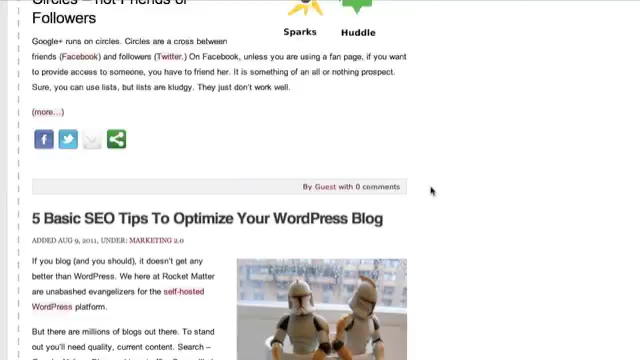 Circles – not Friends or
Followers
Sparks
Huddle
Google+ runs on circles. Circles are a cross between
friends (Facebook) and followers (Twitter.) On Facebook, unless you are using a fan page, if you want
to provide access to someone, you have to friend her. It is something of an all or nothing prospect.
Sure, you can use lists, but lists are kludgy. They just don't work well.
(more…)
By Guest with 0 comments
5 Basic SEO Tips To Optimize Your WordPress Blog
ADDED AUG 9, 2011, UNDER: MARKETING 2.0
If you blog (and you should), it doesn't get any
better than WordPress. We here at Rocket Matter
are unabashed evangelizers for the self-hosted
WordPress platform.
But there are millions of blogs out there. To stand
out you'll need quality, current content. Search –